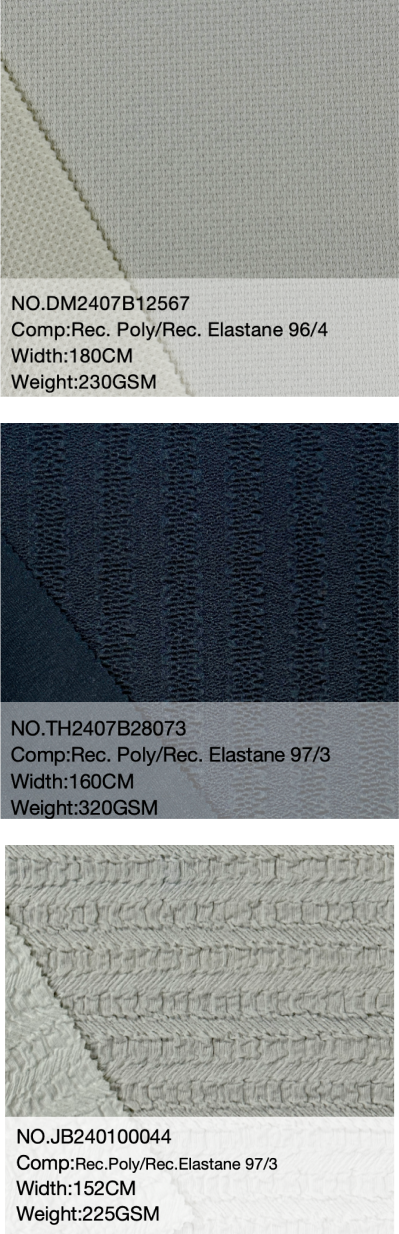 NO.DM2407B12567
Comp:Rec. Poly/Rec. Elastane 96/4
Width:180CM
Weight:230GSM
NO.TH2407B28073
Comp:Rec. Poly/Rec. Elastane 97/3
Width:160CM
Weight:320GSM
NO.JB240100044
Comp:Rec.Poly/Rec.Elastane 97/3
Width:152CM
Weight:225GSM